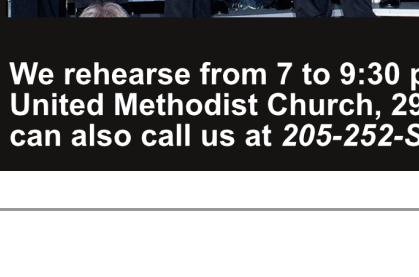 We rehearse from 7 to 9:30
United Methodist Church, 29
can also call us at 205-252-S